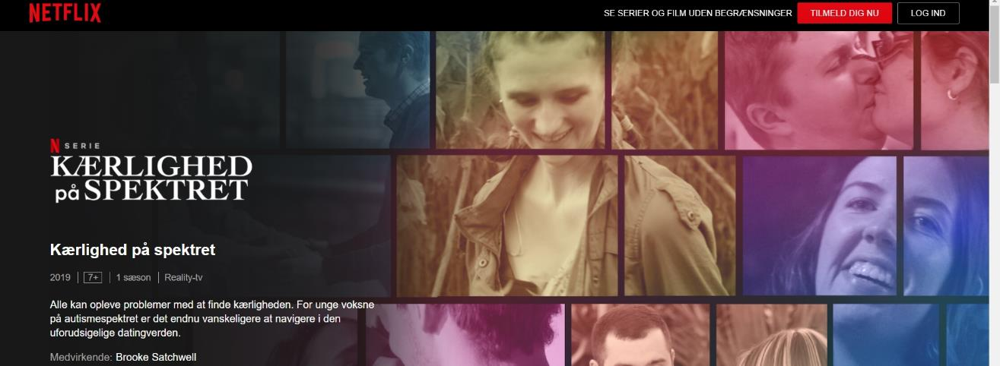 NETFLIX
SE SERIER OG FILM UDEN BEGRÆNSNINGER TILMELD DIG NU LOG IND
N SERIE
KÆRLIGHED
på SPEKTRET
Kærlighed på spektret
2019 7+ 1 sæson Reality-tv
Alle kan opleve problemer med at finde kærligheden. For unge voksne
på autismespektret er det endnu vanskeligere at navigere i den
uforudsigelige datingverden.
Medvirkende: Brooke Satchwell